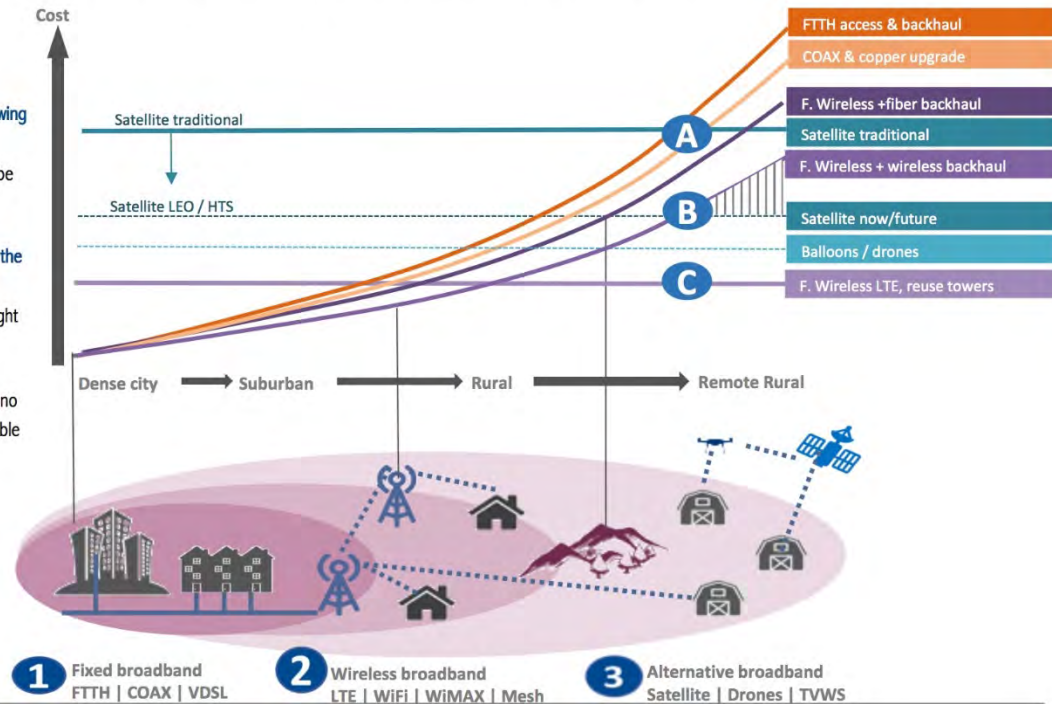 Cost
wing
be
the
ght
no
ble
Satellite traditional
Satellite LEO / HTS
A
B
C
FTTH access & backhaul
COAX & copper upgrade
F. Wireless +fiber backhaul
Satellite traditional
F. Wireless + wireless backhaul
Satellite now/future
Balloons / drones
F. Wireless LTE, reuse towers
Dense city
Suburban
Rural
Remote Rural
1
Fixed broadband
FTTH | COAX | VDSL
2
Wireless broadband
LTE | WiFi | WiMAX | Mesh
3
Alternative broadband
Satellite | Drones | TVWS